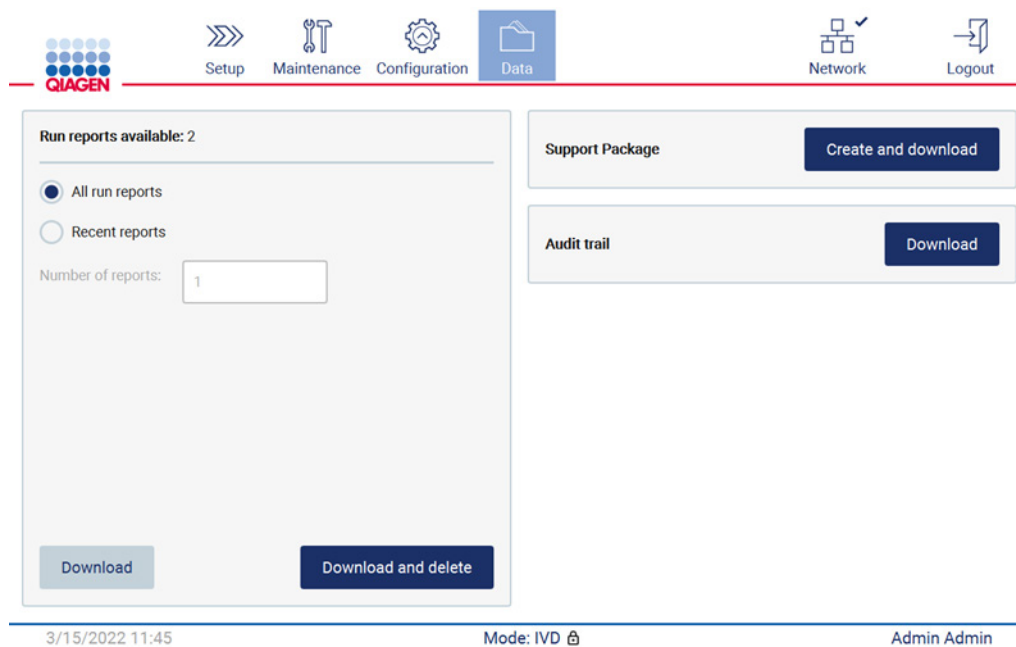 QIAGEN
Setup Maintenance Configuration Data Network Logout
Run reports available: 2
All run reports
Recent reports
Number of reports: 1
Download Download and delete
Support Package Create and download
Audit trail Download
3/15/2022 11:45 Mode: IVD Admin Admin